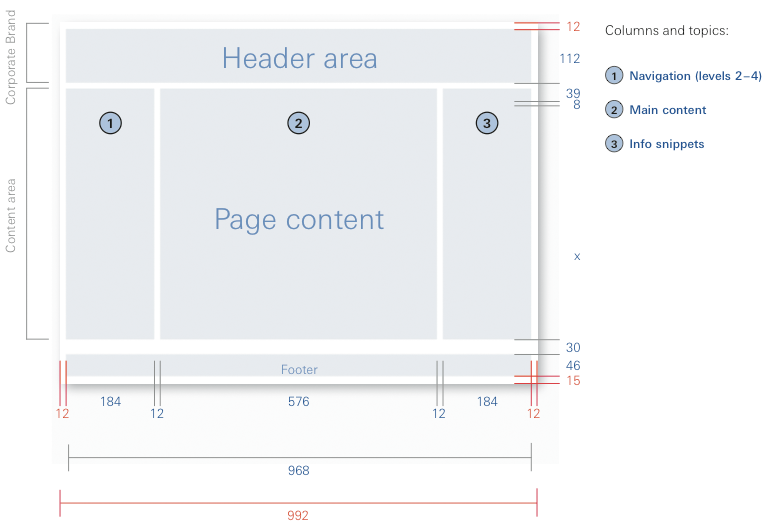 Corporate Brand
Content area
Header area
1
2
3
Page content
Footer
12
112
39
8
x
30
46
15
12
184
12
576
12
184
12
968
992
Columns and topics:
1 Navigation (levels 2–4)
2 Main content
3 Info snippets